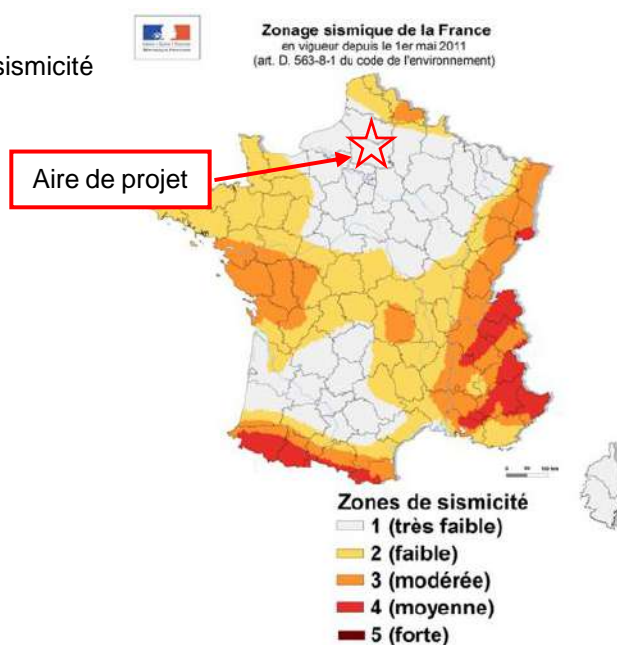 Zonage sismique de la France
en vigueur depuis le 1er mai 2011
(art. D. 563-8-1 du code de l'environnement)
sismicité
Aire de projet
Zones de sismicité
1 (très faible)
2 (faible)
3 (modérée)
4 (moyenne)
5 (forte)